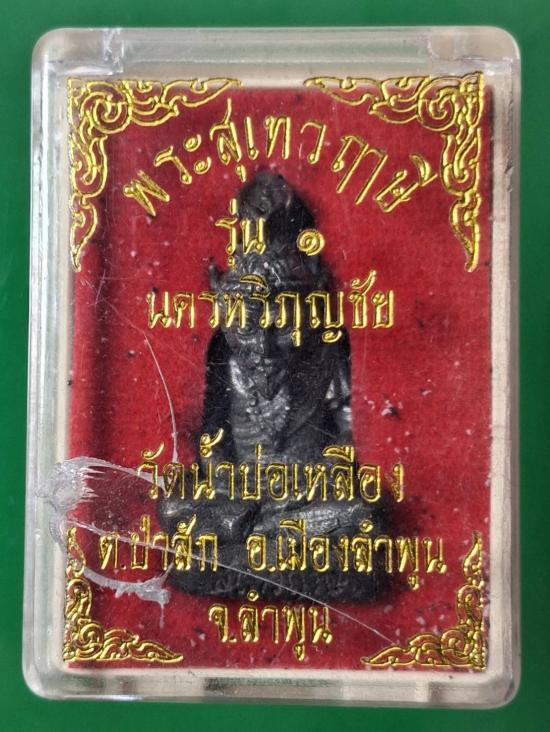 พระสุเทวฤาษี
รุ่น ๑
นครหริภุญชัย
วัดน้ำบ่อเหลือง
ต.ป่าสัก อ.เมืองลำพูน
จ.ลำพูน